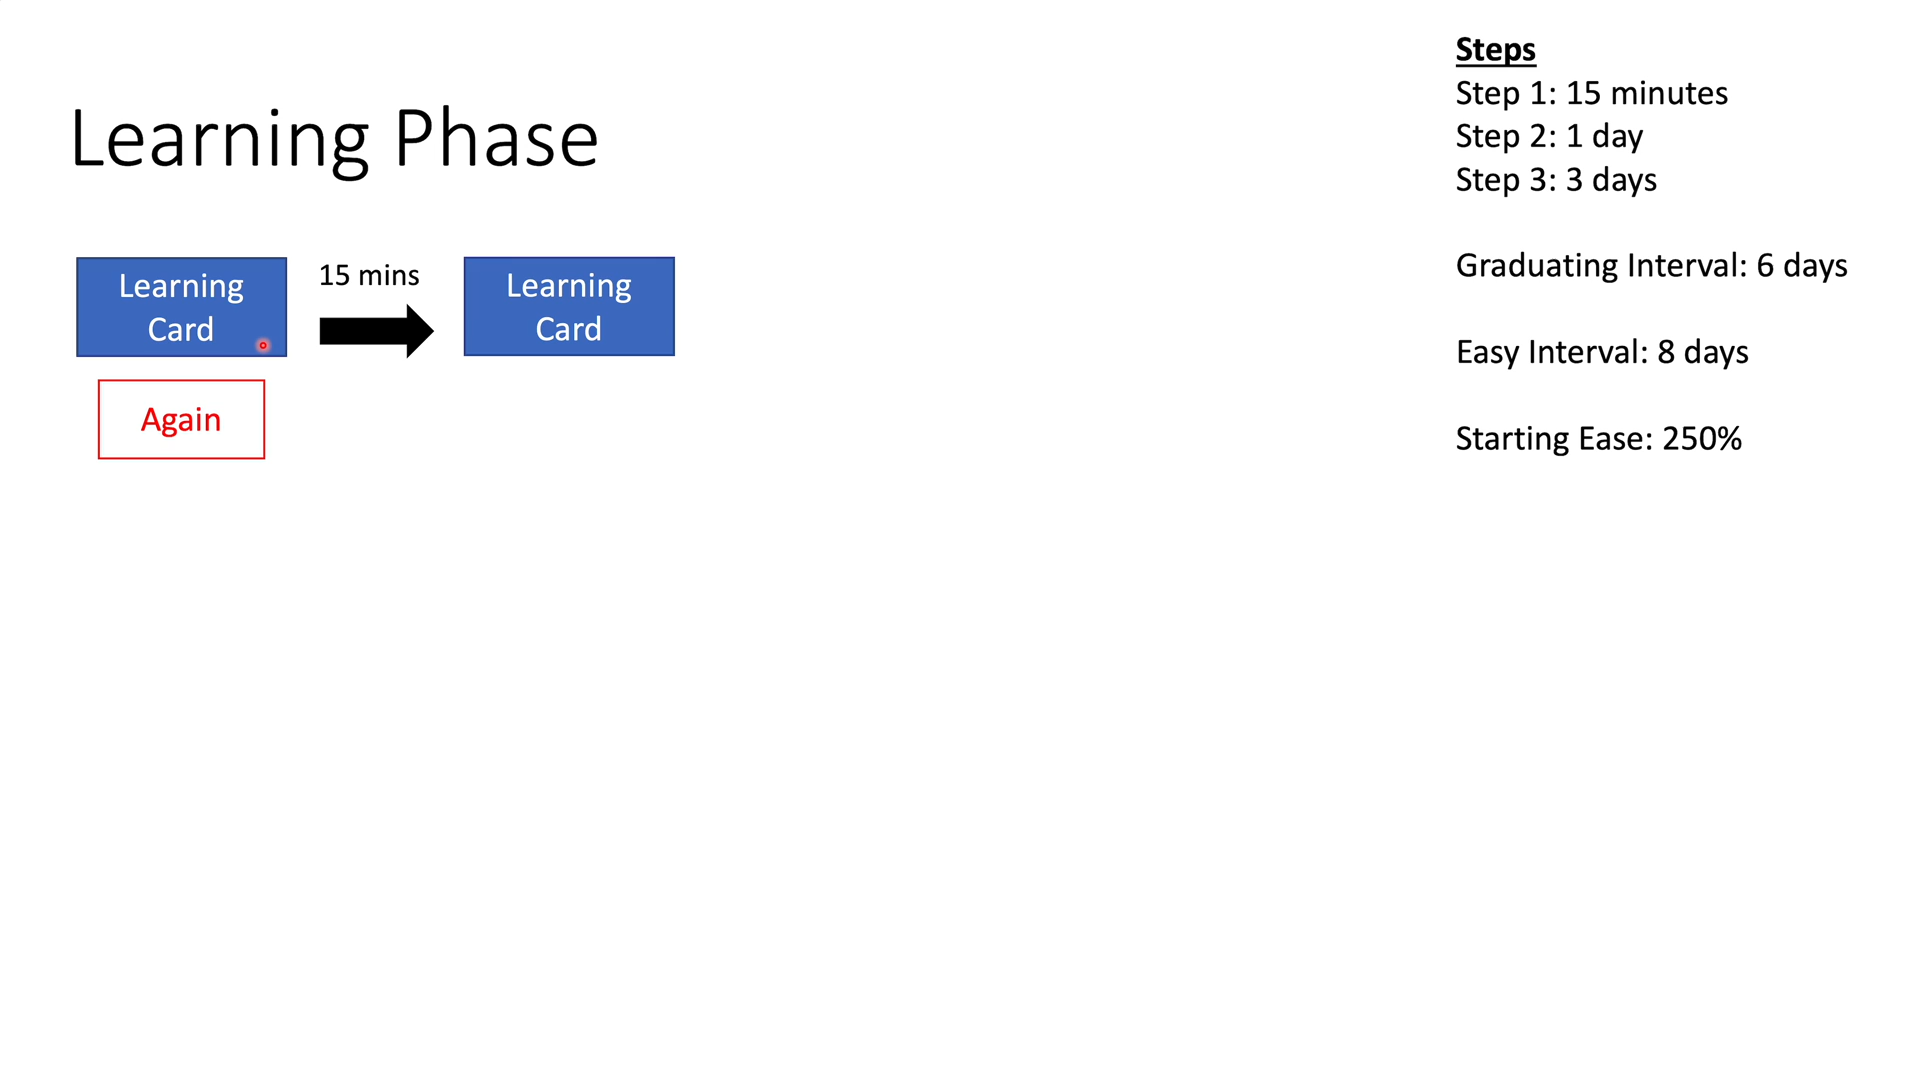 Learning Phase
Learning
Card
15 mins
Learning
Card
Again
Steps
Step 1: 15 minutes
Step 2: 1 day
Step 3: 3 days
Graduating Interval: 6 days
Easy Interval: 8 days
Starting Ease: 250%